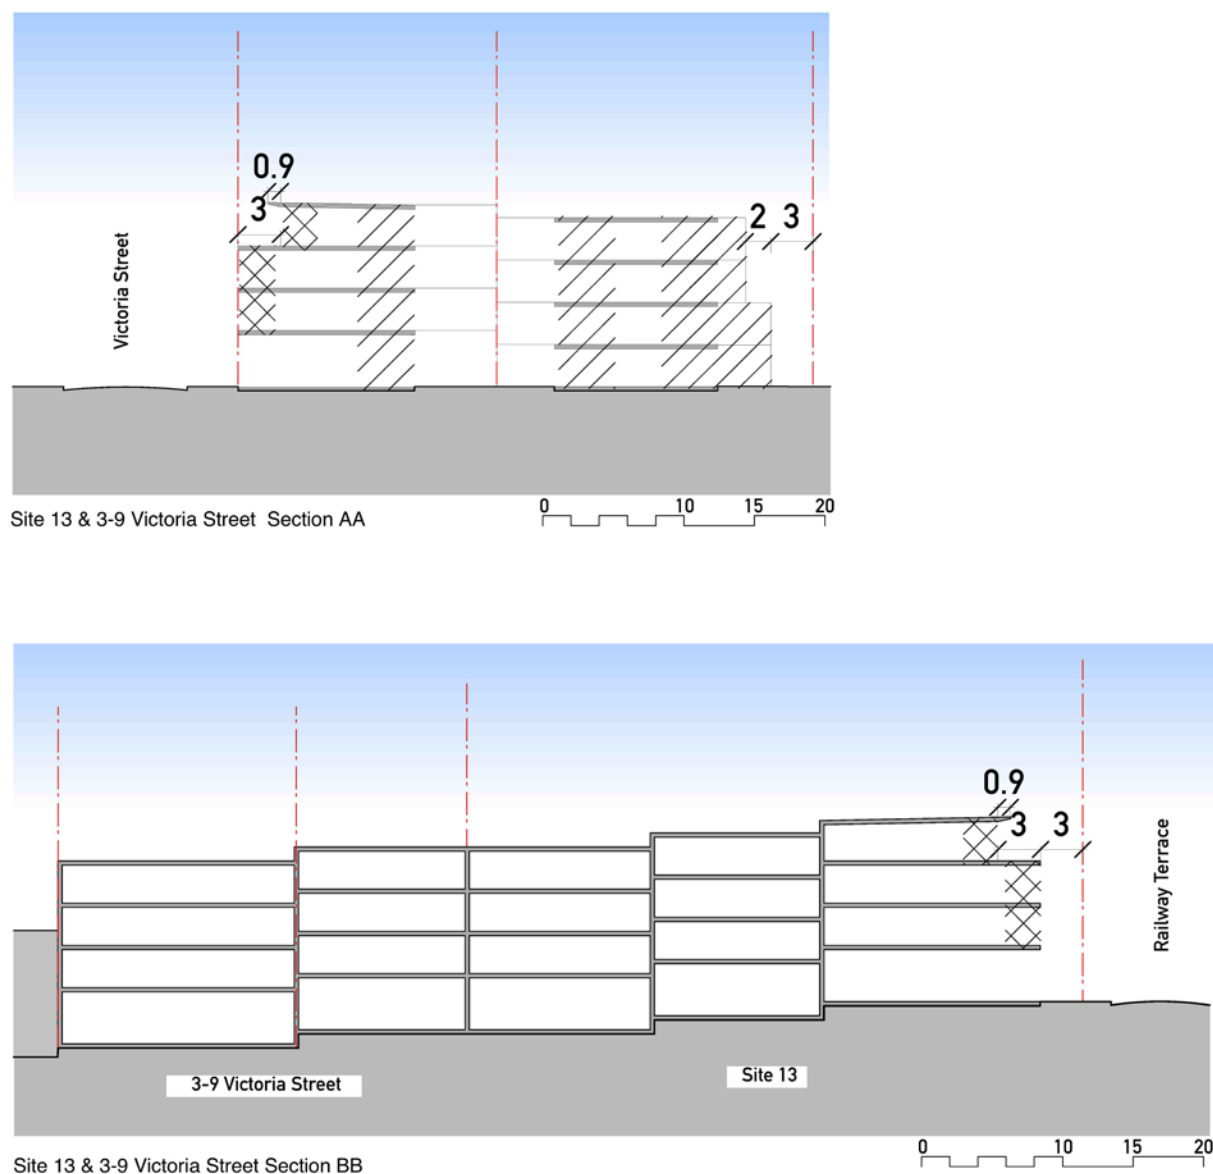 0.9
3
2 3
Victoria Street
Site 13 & 3-9 Victoria Street Section AA
0 10 15 20
0.9
3 3
Railway Terrace
3-9 Victoria Street
Site 13
Site 13 & 3-9 Victoria Street Section BB
0 10 15 20